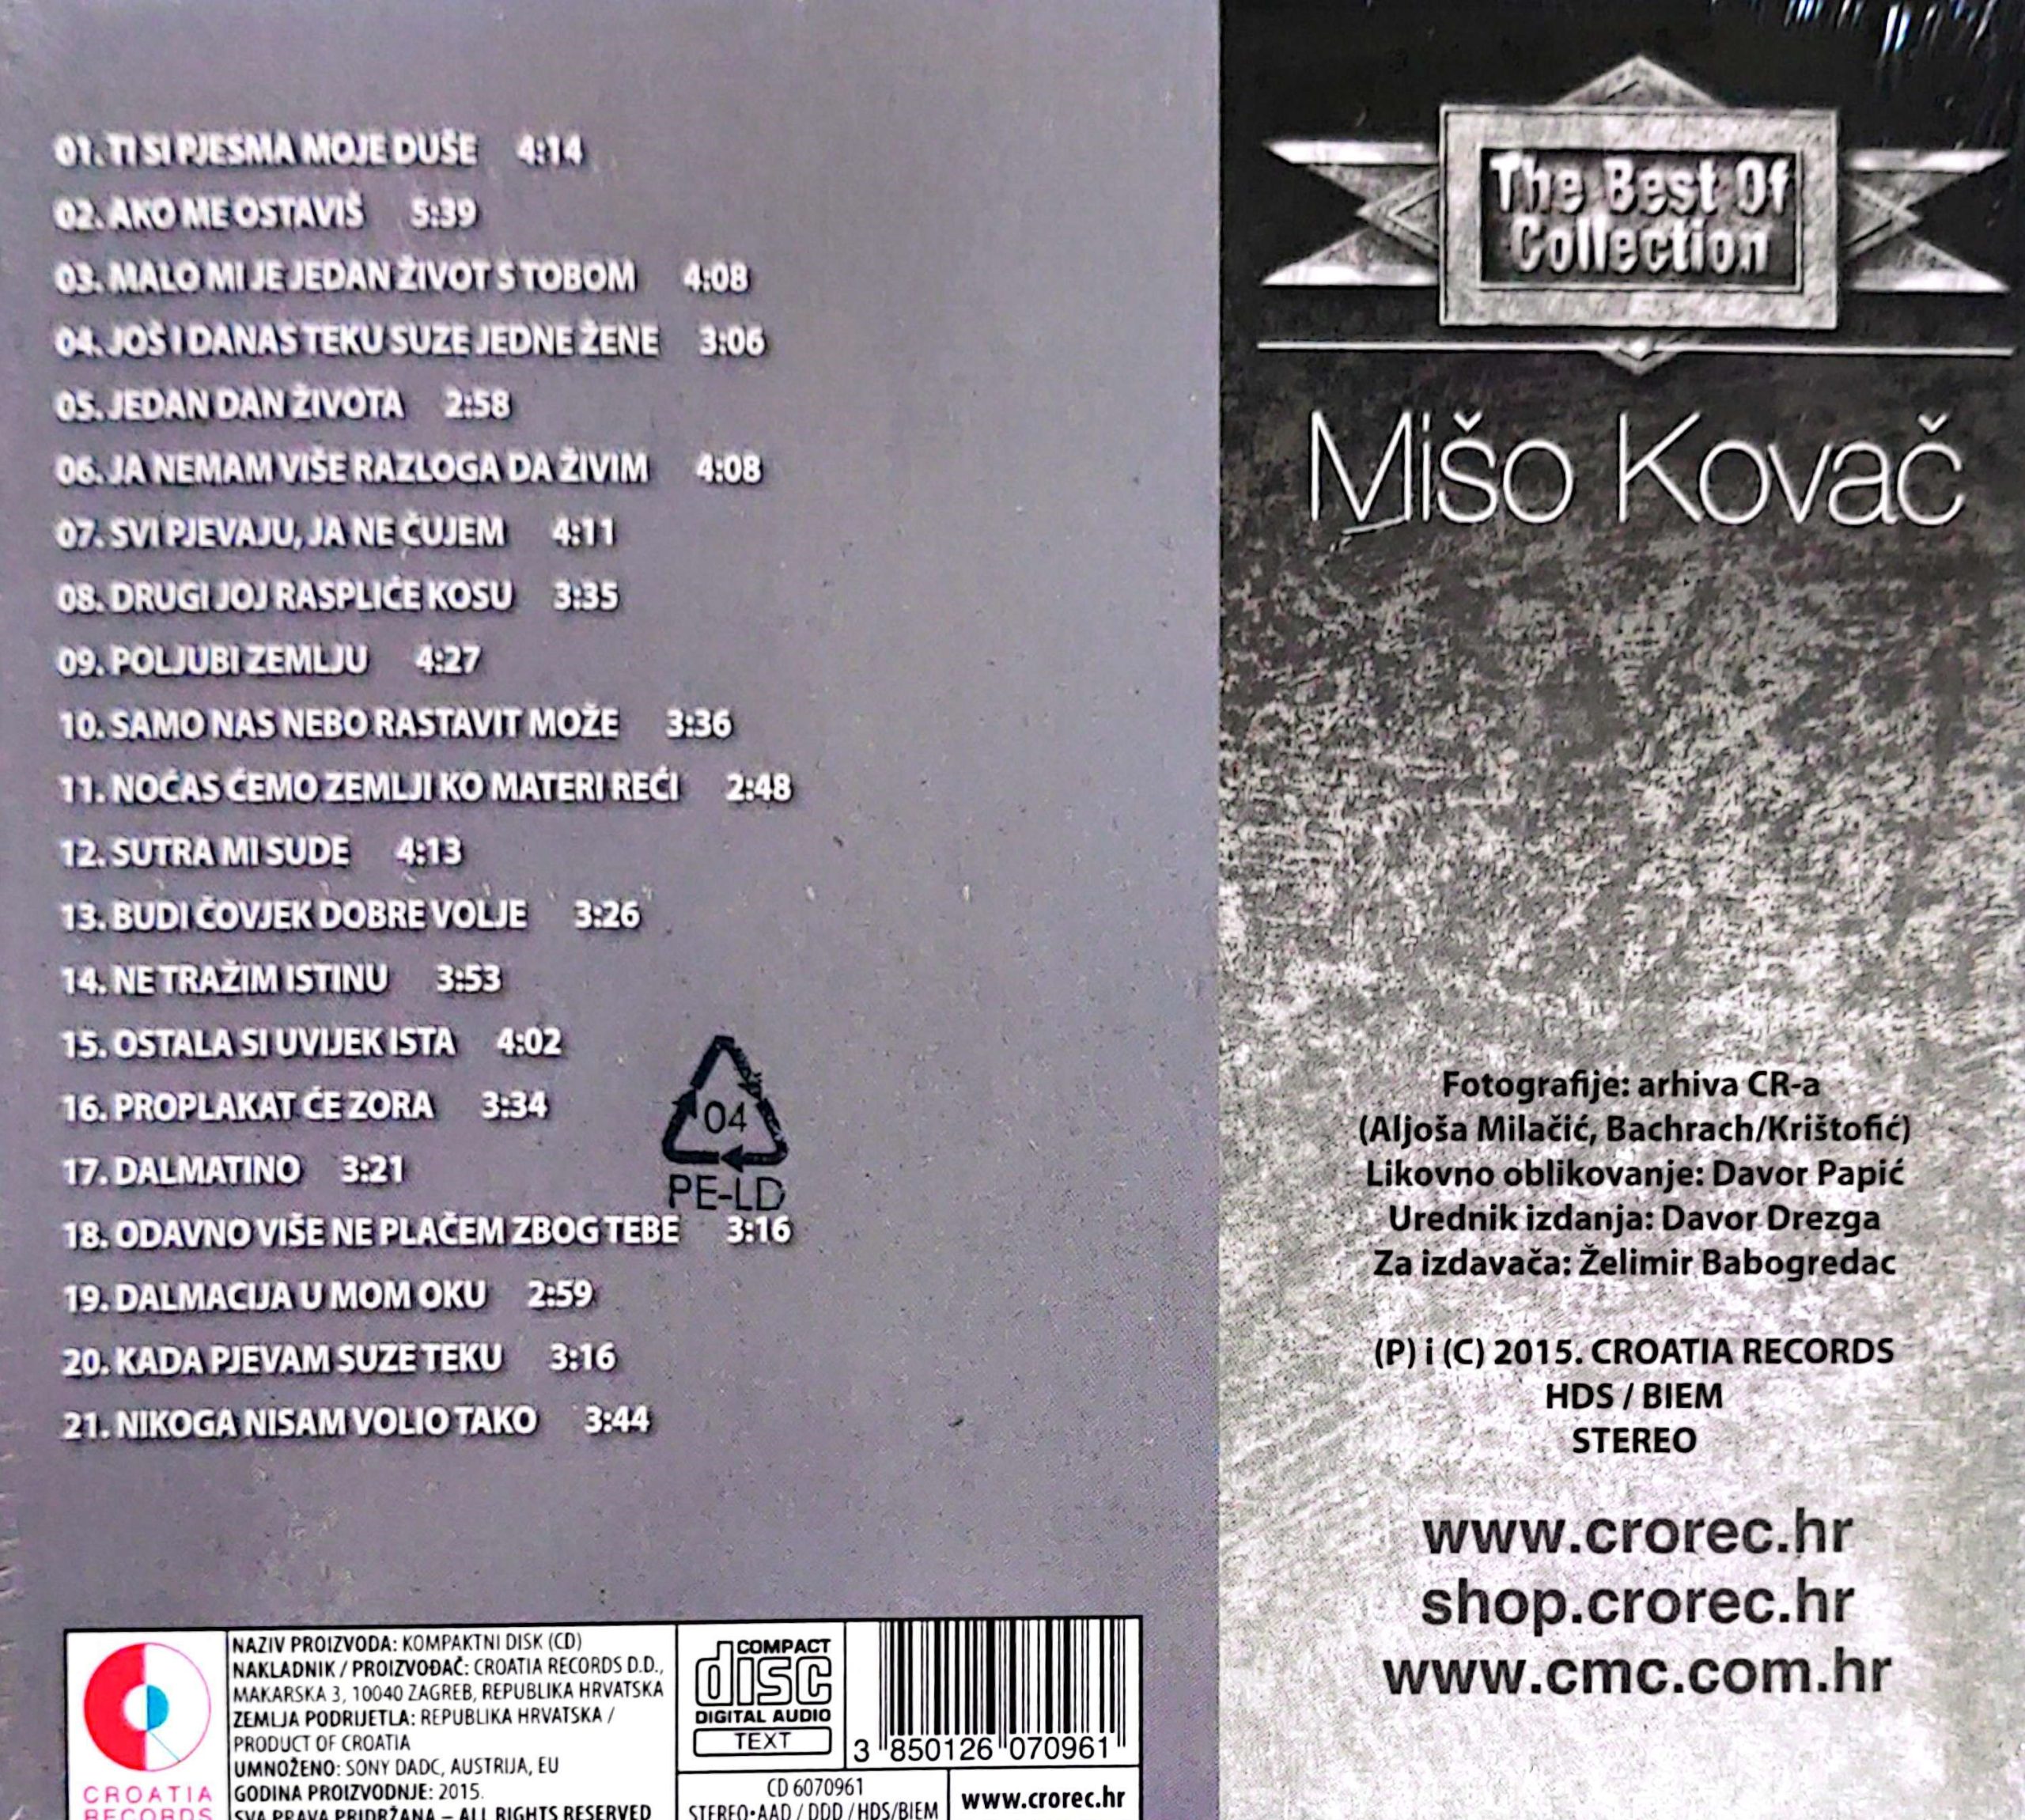 01. TI SI PJESMA MOJE DUŠE 4:14
02. AKO ME OSTAVIŠ 5:39
03. MALO MI JE JEDAN ŽIVOT S TOBOM 4:08
04. JOŠ I DANAS TEKU SUZE JEDNE ŽENE 3:06
05. JEDAN DAN ŽIVOTA 2:58
06. JA NEMAM VIŠE RAZLOGA DA ŽIVIM 4:08
07. SVI PJEVAJU, JA NE ČUJEM 4:11
08. DRUGI JOJ RASPLIĆE KOSU 3:35
09. POLJUBI ZEMLJU 4:27
10. SAMO NAS NEBO RASTAVIT MOŽE 3:36
11. NOĆAS ĆEMO ZEMLJI KO MATERI REĆI 2:48
12. SUTRA MI SUDE 4:13
13. BUDI ČOVJEK DOBRE VOLJE 3:26
14. NE TRAŽIM ISTINU 3:53
15. OSTALA SI UVIJEK ISTA 4:02
16. PROPLAKAT ĆE ZORA 3:34
17. DALMATINO 3:21
18. ODAVNO VIŠE NE PLAČEM ZBOG TEBE 3:16
19. DALMACIJA U MOM OKU 2:59
20. KADA PJEVAM SUZE TEKU 3:16
21. NIKOGA NISAM VOLIO TAKO 3:44
04
PE-LD
CROATIA
RECORDS
NAZIV PROIZVODA: KOMPAKTNI DISK (CD)
NAKLADNIK / PROIZVOĐAČ: CROATIA RECORDS D.D.,
MAKARSKA 3, 10040 ZAGREB, REPUBLIKA HRVATSKA
ZEMLJA PODRIJETLA: REPUBLIKA HRVATSKA /
PRODUCT OF CROATIA
UMNOŽENO: SONY DADC, AUSTRIJA, EU
GODINA PROIZVODNJE: 2015.
SVA PRAVA PRIDRŽANA – ALL RIGHTS RESERVED
COMPACT
disc
DIGITAL AUDIO
TEXT
3 850126 070961
CD 6070961
STEREO•AAD / DDD / HDS/BIEM
www.crorec.hr
The Best Of
Collection
Mišo Kovač
Fotografije: arhiva CR-a
(Aljoša Milačić, Bachrach/Krištofić)
Likovno oblikovanje: Davor Papić
Urednik izdanja: Davor Drezga
Za izdavača: Želimir Babogredac
(P) i (C) 2015. CROATIA RECORDS
HDS / BIEM
STEREO
www.crorec.hr
shop.crorec.hr
www.cmc.com.hr